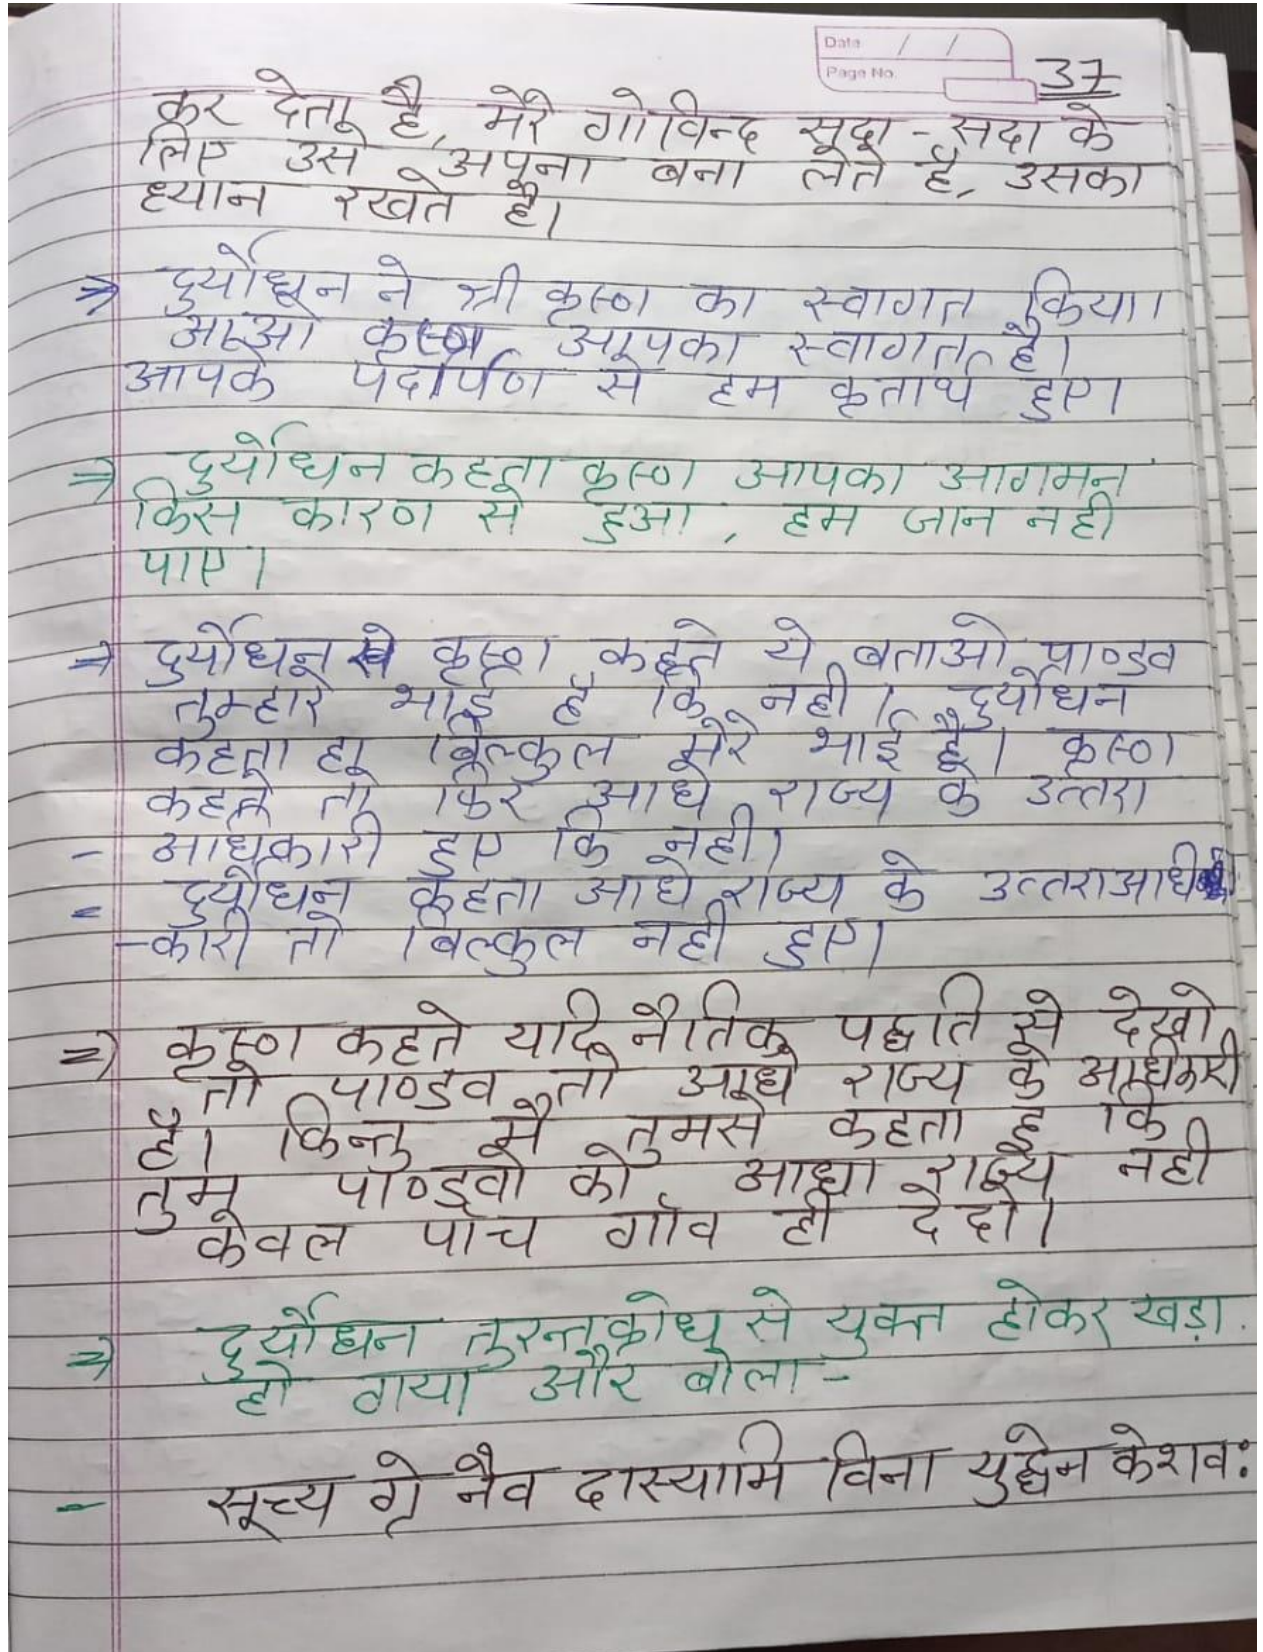 Date / /
Page No.
37
कर देता है, मेरे गोविन्द सदा - सदा के
लिए उसे अपना बना लेते है, उसका
ध्यान रखते है।
⇒ दुर्योधन ने श्री कृष्ण का स्वागत किया।
आओ कृष्ण आपका स्वागत है।
आपके पर्दापण से हम कृतार्थ हुए।
⇒ दुर्योधन कहता कृष्ण आपका आगमन
किस कारण से हुआ, हम जान नही
पाए।
⇒ दुर्योधन से कृष्ण कहते ये बताओ पाण्डव
तुम्हारे भाई है कि नही। दुर्योधन
कहता हा बिल्कुल मेरे भाई है। कृष्ण
कहते तो फिर आधे राज्य के उत्तरा
- अधिकारी हुए कि नही।
= दुर्योधन कहता आधे राज्य के उत्तराअधि
-कारी तो बिल्कुल नही हुए।
⇒ कृष्ण कहते यदि नैतिक पद्धति से देखो
तो पाण्डव तो आधे राज्य के अधिकारी
है। किन्तु मै तुमसे कहता हू कि
तुम पाण्डवो को आधा राज्य नही
केवल पाँच गाँव ही दे दो।
⇒ दुर्योधन तुरन्त क्रोध से युक्त होकर खड़ा
हो गया और बोला -
- सूच्य ग्रे नैव दास्यामि विना युद्धेन केशव: